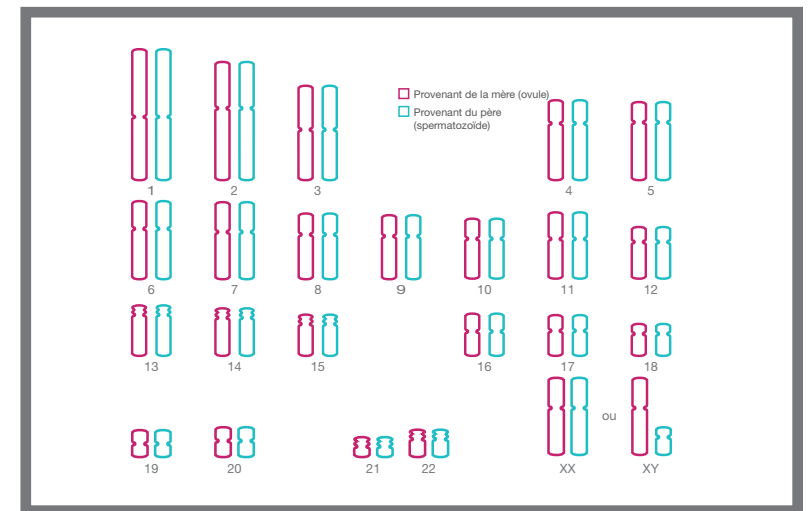 Provenant de la mère (ovule)
Provenant du père
(spermatozoïde)
1 2 3 4 5
6 7 8 9 10 11 12
13 14 15 16 17 18
ou
19 20 21 22 XX XY